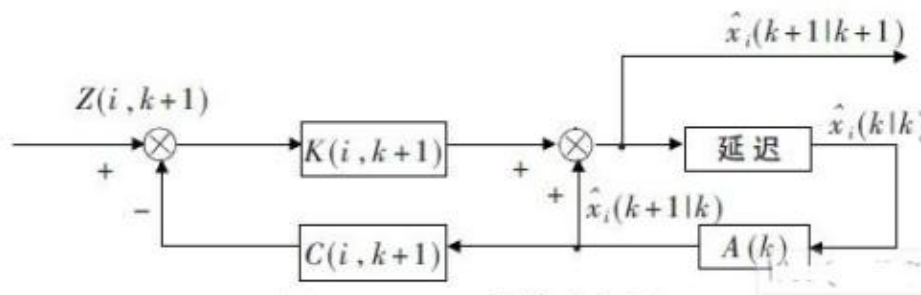 x̂ᵢ(k+1|k+1)
Z(i,k+1)
x̂ᵢ(k|k)
K(i,k+1)
延迟
+
+
+
−
x̂ᵢ(k+1|k)
C(i,k+1)
A(k)